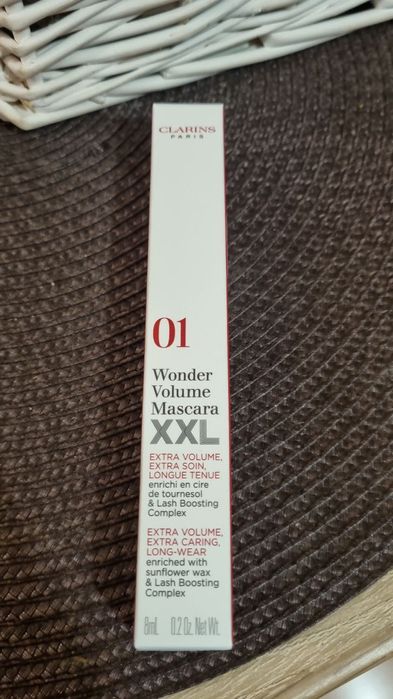 CLARINS
PARIS
01
Wonder
Volume
Mascara
XXL
EXTRA VOLUME,
EXTRA SOIN,
LONGUE TENUE
enrichi en cire
de tournesol
& Lash Boosting
Complex
EXTRA VOLUME,
EXTRA CARING,
LONG-WEAR
enriched with
sunflower wax
& Lash Boosting
Complex
8mL 0.2 Oz. Net Wt.